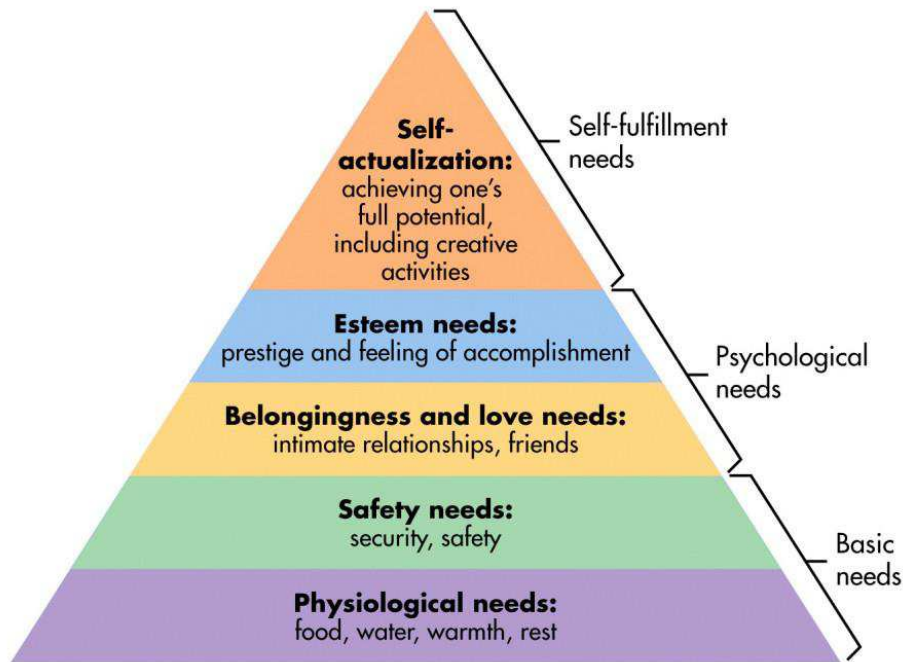 Self-
actualization:
achieving one's
full potential,
including creative
activities
Self-fulfillment
needs
Esteem needs:
prestige and feeling of accomplishment
Psychological
needs
Belongingness and love needs:
intimate relationships, friends
Safety needs:
security, safety
Basic
needs
Physiological needs:
food, water, warmth, rest